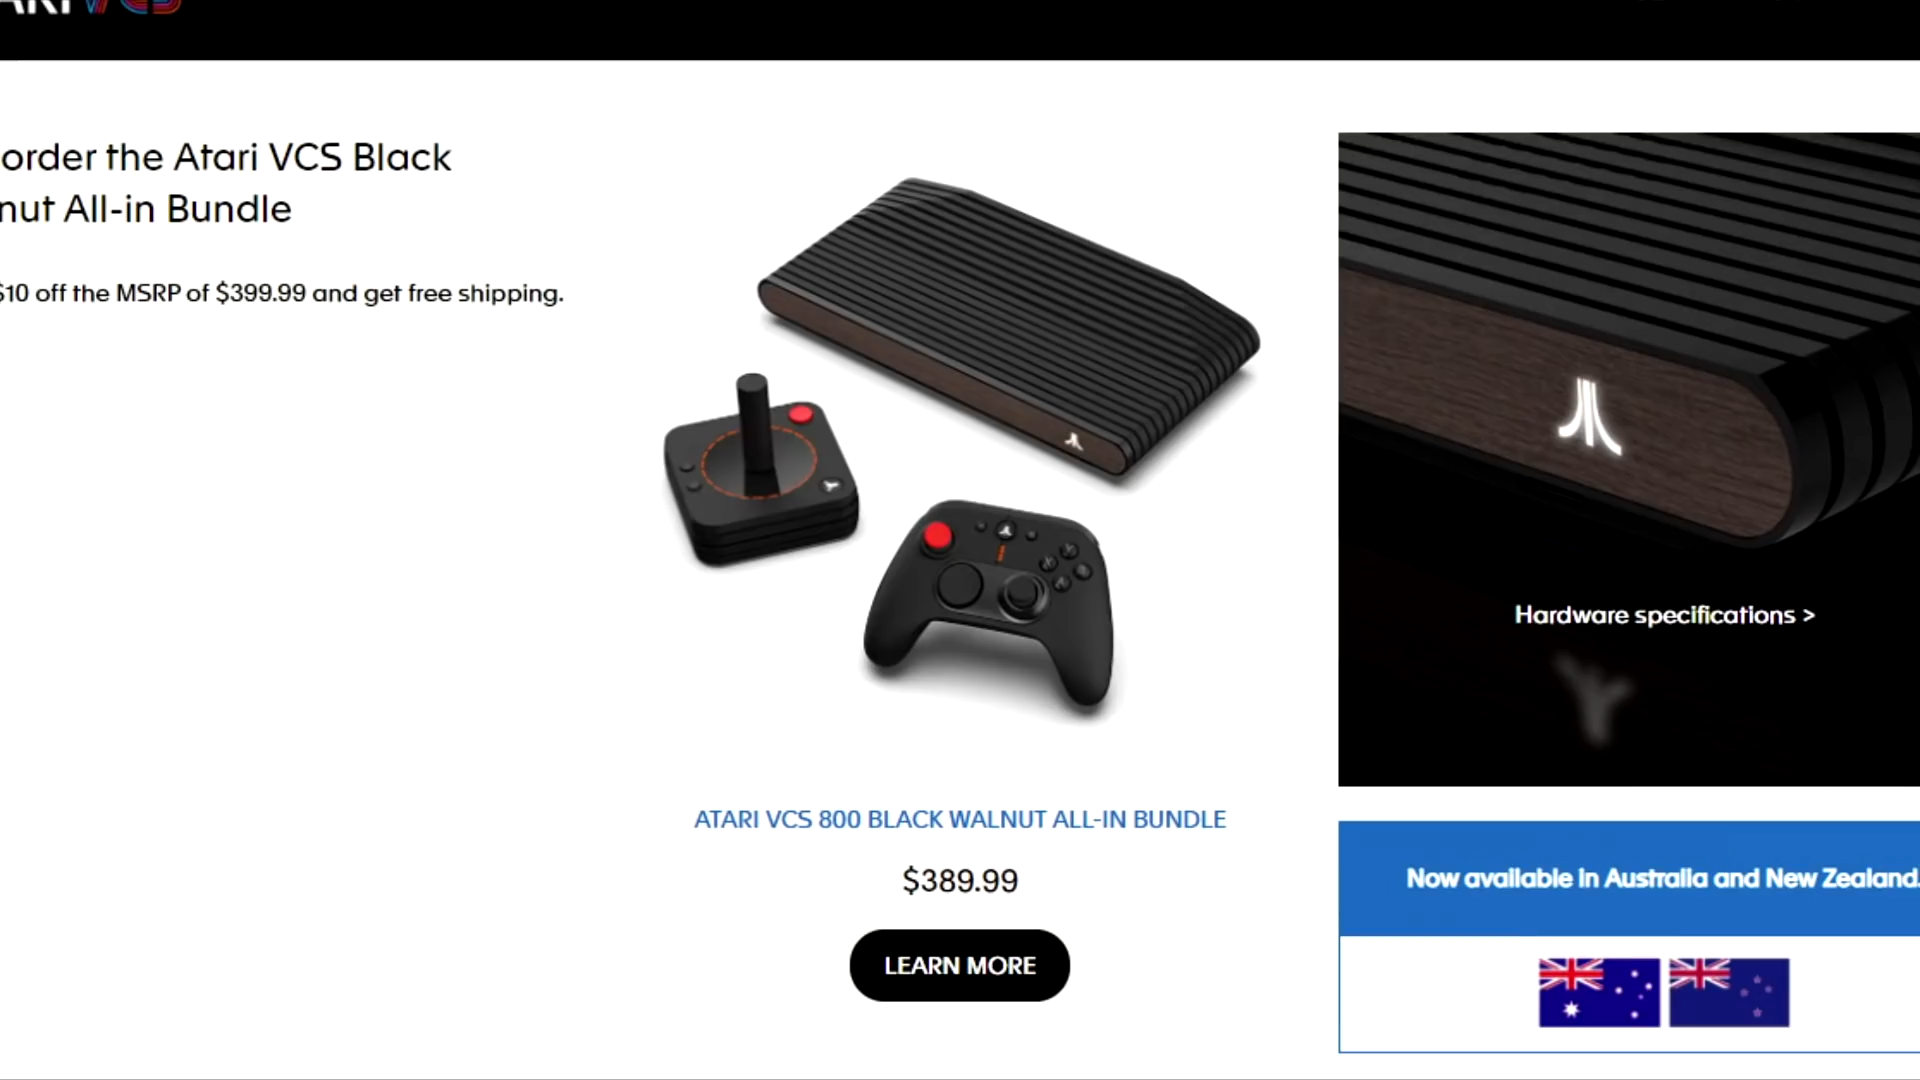 VCS
order the Atari VCS Black
nut All-in Bundle
$10 off the MSRP of $399.99 and get free shipping.
ATARI VCS 800 BLACK WALNUT ALL-IN BUNDLE
$389.99
LEARN MORE
Hardware specifications >
Now available in Australia and New Zealand.